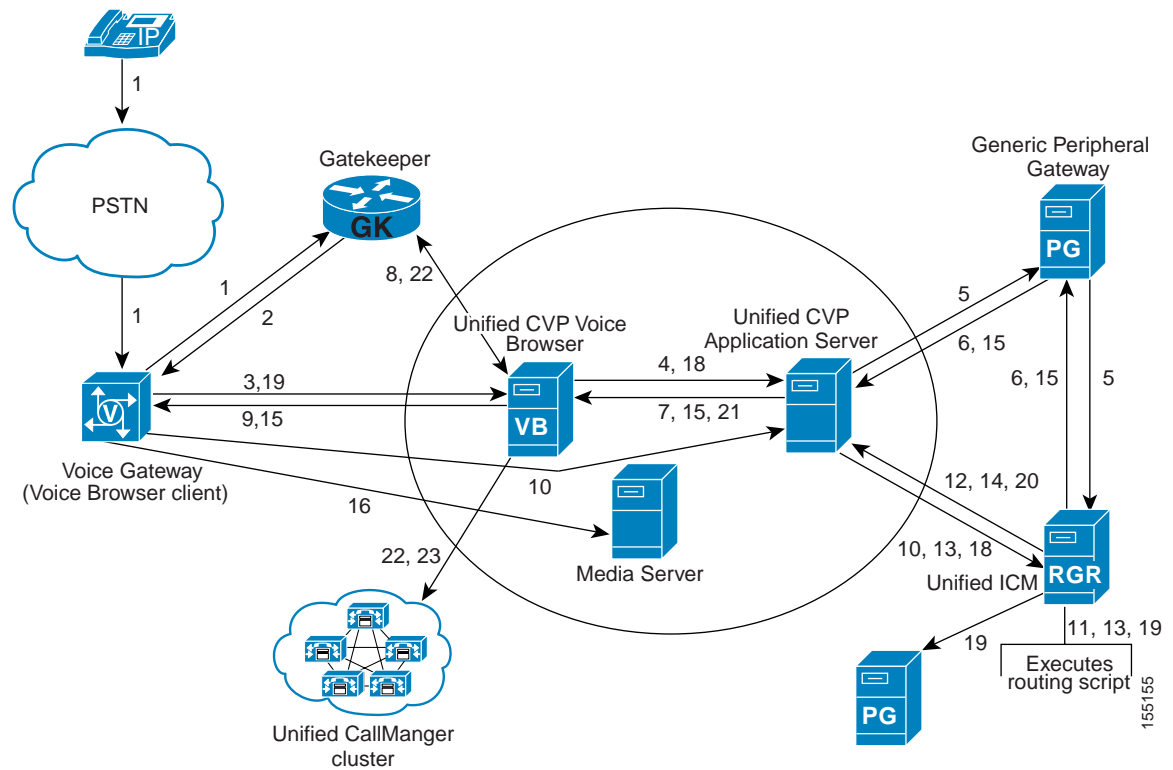 IP
1
PSTN
1
Gatekeeper
GK
1
2
8, 22
Generic Peripheral
Gateway
PG
Unified CVP Voice
Browser
VB
Unified CVP
Application Server
5
6, 15
6, 15
5
4, 18
7, 15, 21
3,19
9,15
V
Voice Gateway
(Voice Browser client)
10
16
Media Server
12, 14, 20
10, 13, 18
Unified ICM
RGR
22, 23
Unified CallManger
cluster
19
11, 13, 19
Executes
routing script
PG
155155